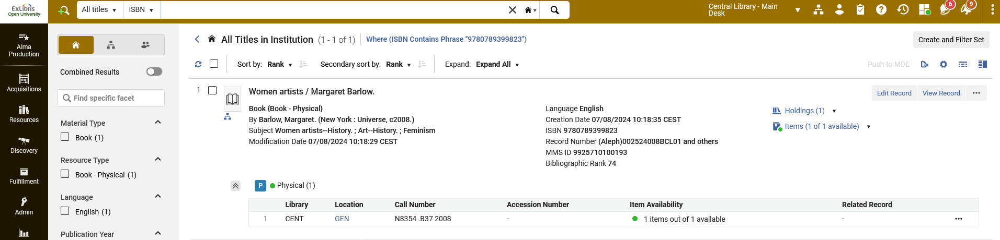 ExLibris
Open University
All titles
ISBN
Central Library - Main
Desk
6
9
Alma
Production
Acquisitions
Resources
Discovery
Fulfillment
Admin
Combined Results
Find specific facet
Material Type
Book (1)
Resource Type
Book - Physical (1)
Language
English (1)
Publication Year
All Titles in Institution (1 - 1 of 1) Where (ISBN Contains Phrase "9780789399823")
Create and Filter Set
Sort by: Rank Secondary sort by: Rank Expand: Expand All
Push to MDE
1
Women artists / Margaret Barlow.
Edit Record View Record
Book {Book - Physical}
By Barlow, Margaret. (New York : Universe, c2008.)
Subject Women artists--History. ; Art--History. ; Feminism
Modification Date 07/08/2024 10:18:29 CEST
Language English
Creation Date 07/08/2024 10:18:35 CEST
ISBN 9780789399823
Record Number (Aleph)002524008BCL01 and others
MMS ID 9925710100193
Bibliographic Rank 74
Holdings (1)
Items (1 of 1 available)
P Physical (1)
Library Location Call Number Accession Number Item Availability Related Record
1 CENT GEN N8354 .B37 2008 - 1 items out of 1 available -